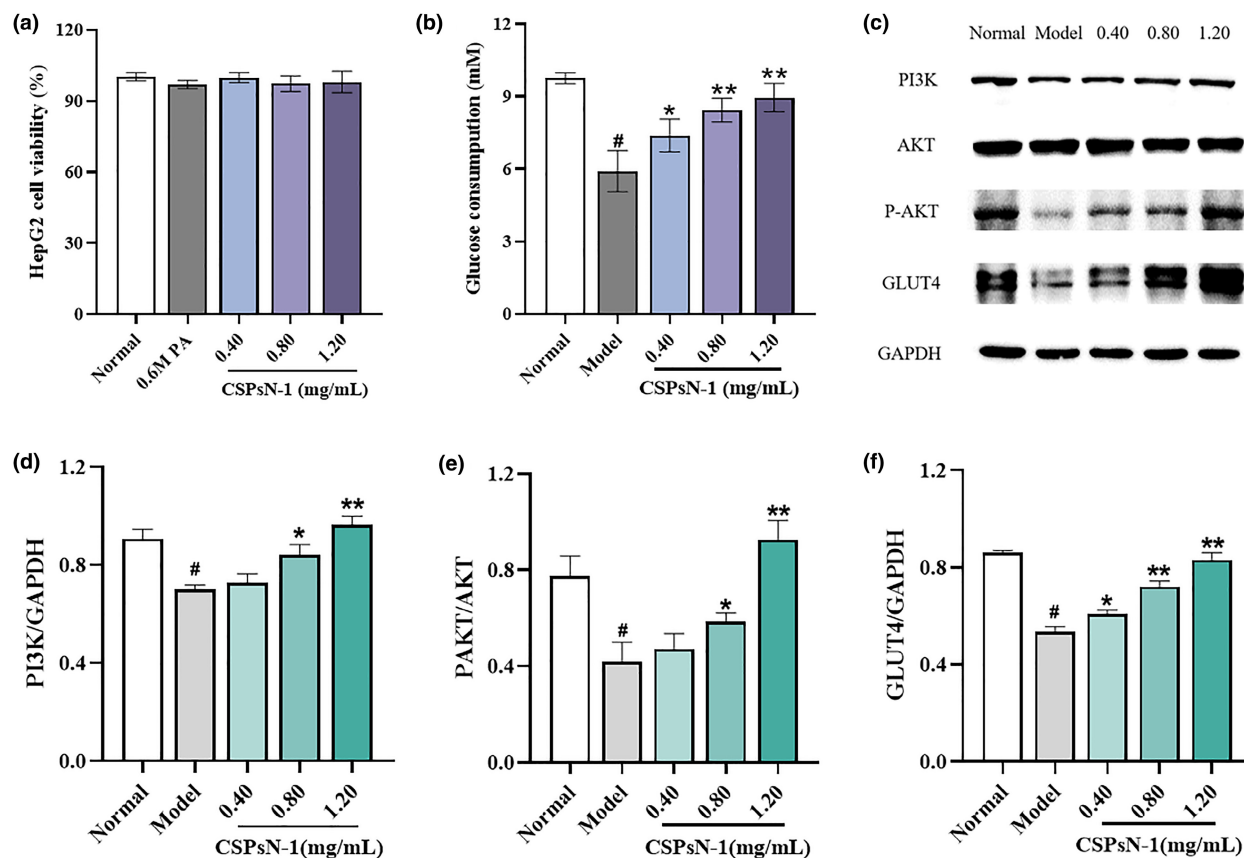 (a)
HepG2 cell viability (%)
120
90
60
30
0
Normal
0.6M PA
0.40
0.80
1.20
CSPsN-1 (mg/mL)
(b)
Glucose consumpution (mM)
12
9
6
3
0
#
*
**
**
Normal
Model
0.40
0.80
1.20
CSPsN-1 (mg/mL)
(c)
Normal Model 0.40 0.80 1.20
PI3K
AKT
P-AKT
GLUT4
GAPDH
(d)
PI3K/GAPDH
1.2
0.8
0.4
0.0
#
*
**
Normal
Model
0.40
0.80
1.20
CSPsN-1(mg/mL)
(e)
PAKT/AKT
1.2
0.8
0.4
0.0
#
*
**
Normal
Model
0.40
0.80
1.20
CSPsN-1(mg/mL)
(f)
GLUT4/GAPDH
1.2
0.8
0.4
0.0
#
*
**
**
Normal
Model
0.40
0.80
1.20
CSPsN-1(mg/mL)